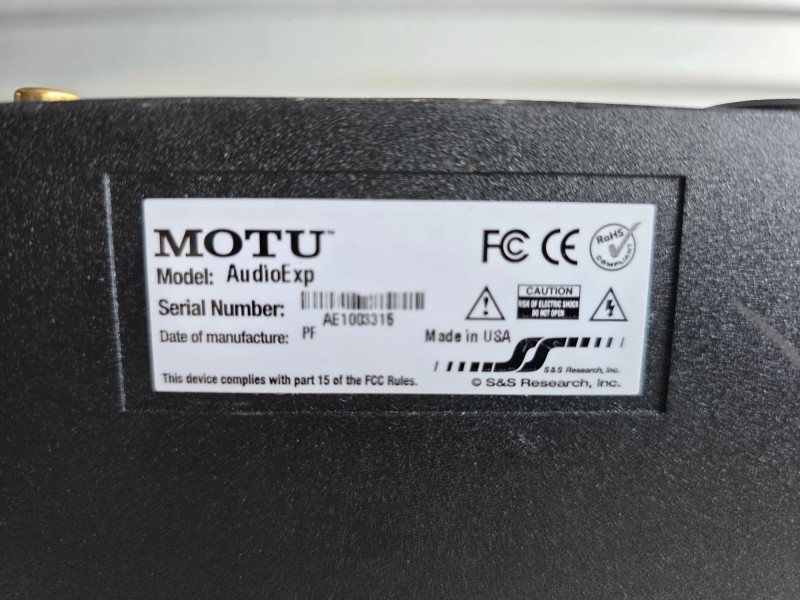 MOTU™
Model: AudioExp
Serial Number:
AE1003315
Date of manufacture: PF
This device complies with part 15 of the FCC Rules.
FC CE RoHS COMPLIANT
CAUTION
RISK OF ELECTRIC SHOCK
DO NOT OPEN
Made in USA
S&S Research, Inc.
© S&S Research, Inc.